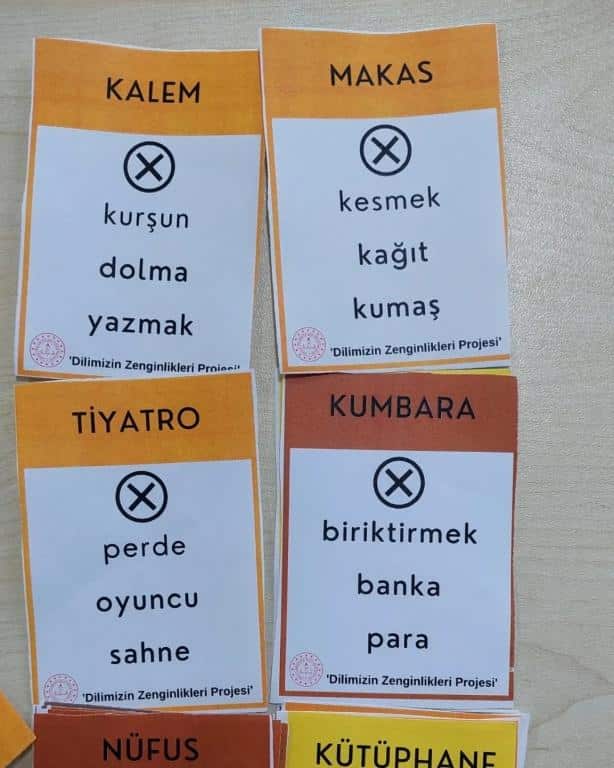 KALEM
kurşun
dolma
yazmak
'Dilimizin Zenginlikleri Projesi'
MAKAS
kesmek
kağıt
kumaş
'Dilimizin Zenginlikleri Projesi'
TİYATRO
perde
oyuncu
sahne
'Dilimizin Zenginlikleri Projesi'
KUMBARA
biriktirmek
banka
para
'Dilimizin Zenginlikleri Projesi'
NÜFUS
KÜTÜPHANE